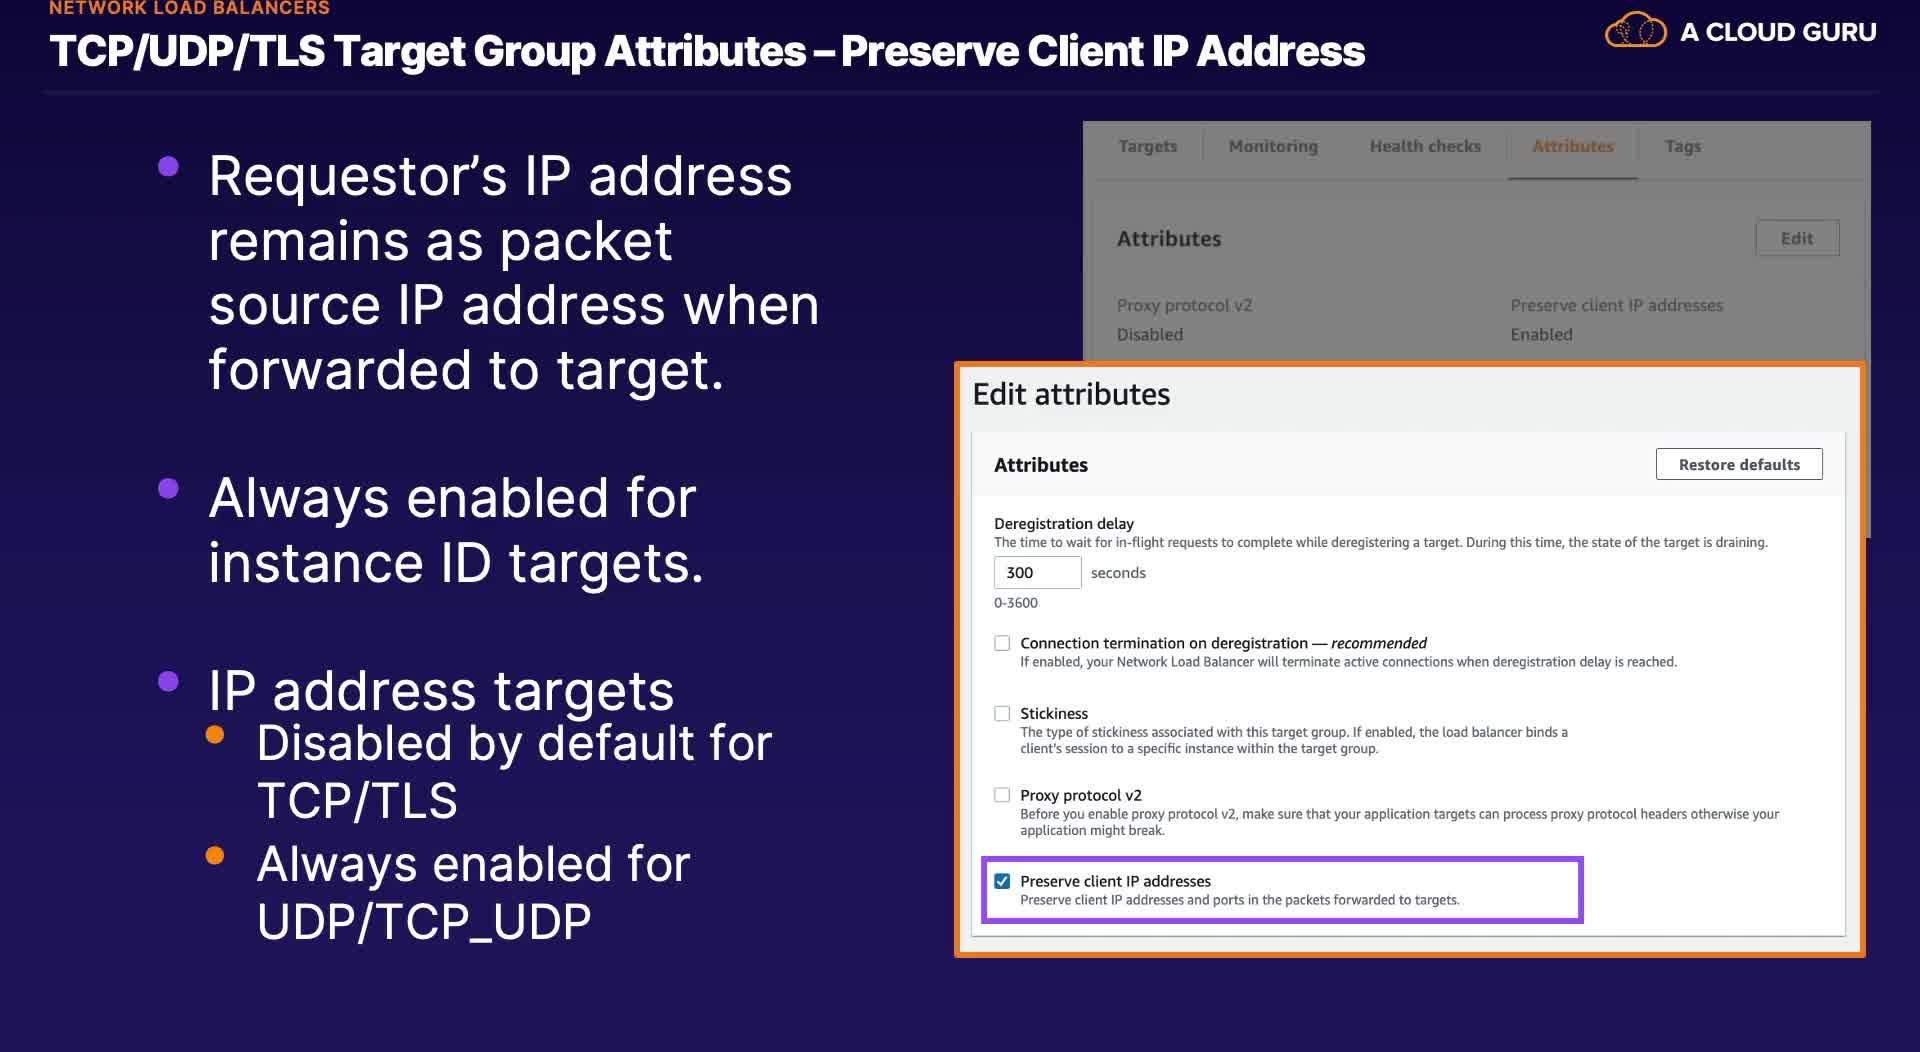 NETWORK LOAD BALANCERS
TCP/UDP/TLS Target Group Attributes – Preserve Client IP Address
A CLOUD GURU
Requestor’s IP address
remains as packet
source IP address when
forwarded to target.
Always enabled for
instance ID targets.
IP address targets
Disabled by default for
TCP/TLS
Always enabled for
UDP/TCP_UDP
Targets Monitoring Health checks Attributes Tags
Attributes Edit
Proxy protocol v2 Preserve client IP addresses
Disabled Enabled
Edit attributes
Attributes Restore defaults
Deregistration delay
The time to wait for in-flight requests to complete while deregistering a target. During this time, the state of the target is draining.
300 seconds
0-3600
Connection termination on deregistration — recommended
If enabled, your Network Load Balancer will terminate active connections when deregistration delay is reached.
Stickiness
The type of stickiness associated with this target group. If enabled, the load balancer binds a
client's session to a specific instance within the target group.
Proxy protocol v2
Before you enable proxy protocol v2, make sure that your application targets can process proxy protocol headers otherwise your
application might break.
Preserve client IP addresses
Preserve client IP addresses and ports in the packets forwarded to targets.